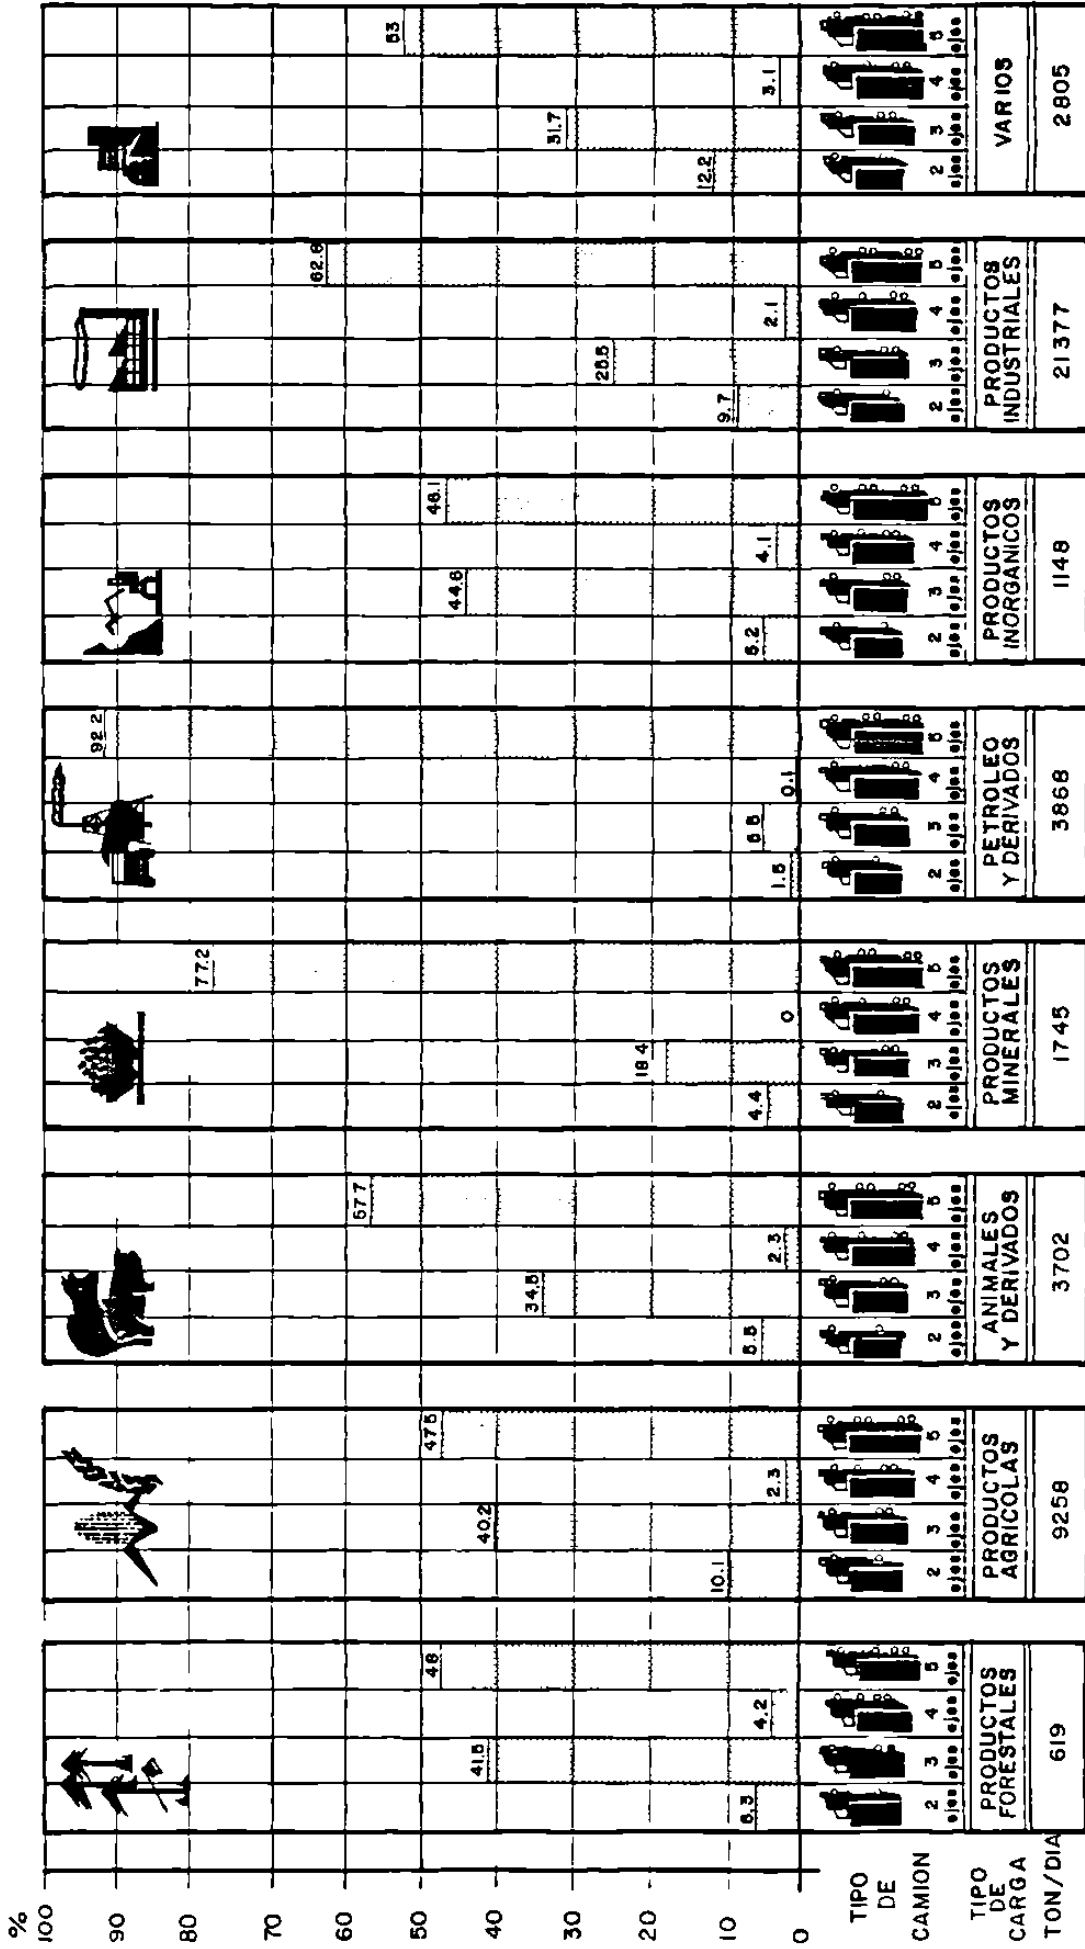 %
100
90
80
70
60
50
40
30
20
10
0
6.3 41.5 4.2 48
10.1 40.2 2.3 47.5
5.5 34.5 2.3 57.7
4.4 18.4 0 77.2
1.5 1 0.1 92.2
5.2 44.6 4.1 46.1
9.7 25.5 2.1 62.6
12.2 31.7 3.1 53
TIPO
DE
CAMION
2 3 4 5
ejes ejes ejes ejes
2 3 4 5
ejes ejes ejes ejes
2 3 4 5
ejes ejes ejes ejes
2 3 4 5
ejes ejes ejes ejes
2 3 4 5
ejes ejes ejes ejes
2 3 4 5
ejes ejes ejes ejes
2 3 4 5
ejes ejes ejes ejes
2 3 4 5
ejes ejes ejes ejes
TIPO
DE
CARGA
PRODUCTOS
FORESTALES
PRODUCTOS
AGRICOLAS
ANIMALES
Y DERIVADOS
PRODUCTOS
MINERALES
PETROLEO
Y DERIVADOS
PRODUCTOS
INORGANICOS
PRODUCTOS
INDUSTRIALES
VARIOS
TON/DIA 619 9258 3702 1745 3868 1148 21377 2805